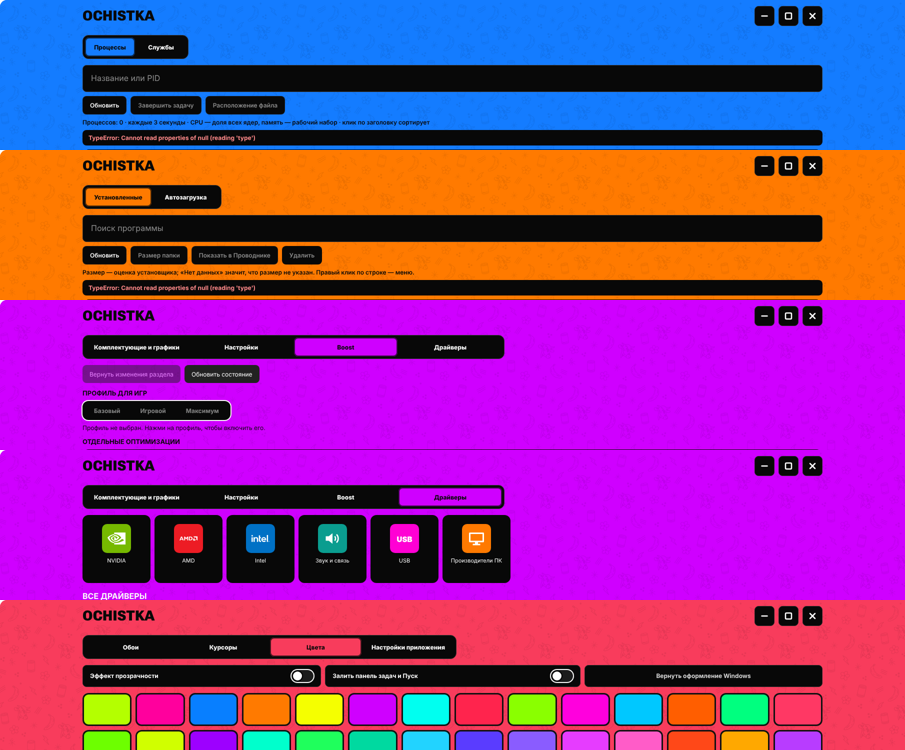 OCHISTKA
Процессы Службы
Название или PID
Обновить Завершить задачу Расположение файла
Процессов: 0 · каждые 3 секунды · CPU — доля всех ядер, память — рабочий набор · клик по заголовку сортирует
TypeError: Cannot read properties of null (reading 'type')
OCHISTKA
Установленные Автозагрузка
Поиск программы
Обновить Размер папки Показать в Проводнике Удалить
Размер — оценка установщика; «Нет данных» значит, что размер не указан. Правый клик по строке — меню.
TypeError: Cannot read properties of null (reading 'type')
OCHISTKA
Комплектующие и графики Настройки Boost Драйверы
Вернуть изменения раздела Обновить состояние
ПРОФИЛЬ ДЛЯ ИГР
Базовый Игровой Максимум
Профиль не выбран. Нажми на профиль, чтобы включить его.
ОТДЕЛЬНЫЕ ОПТИМИЗАЦИИ
OCHISTKA
Комплектующие и графики Настройки Boost Драйверы
AMD intel USB
NVIDIA AMD Intel Звук и связь USB Производители ПК
ВСЕ ДРАЙВЕРЫ
OCHISTKA
Обои Курсоры Цвета Настройки приложения
Эффект прозрачности Залить панель задач и Пуск Вернуть оформление Windows